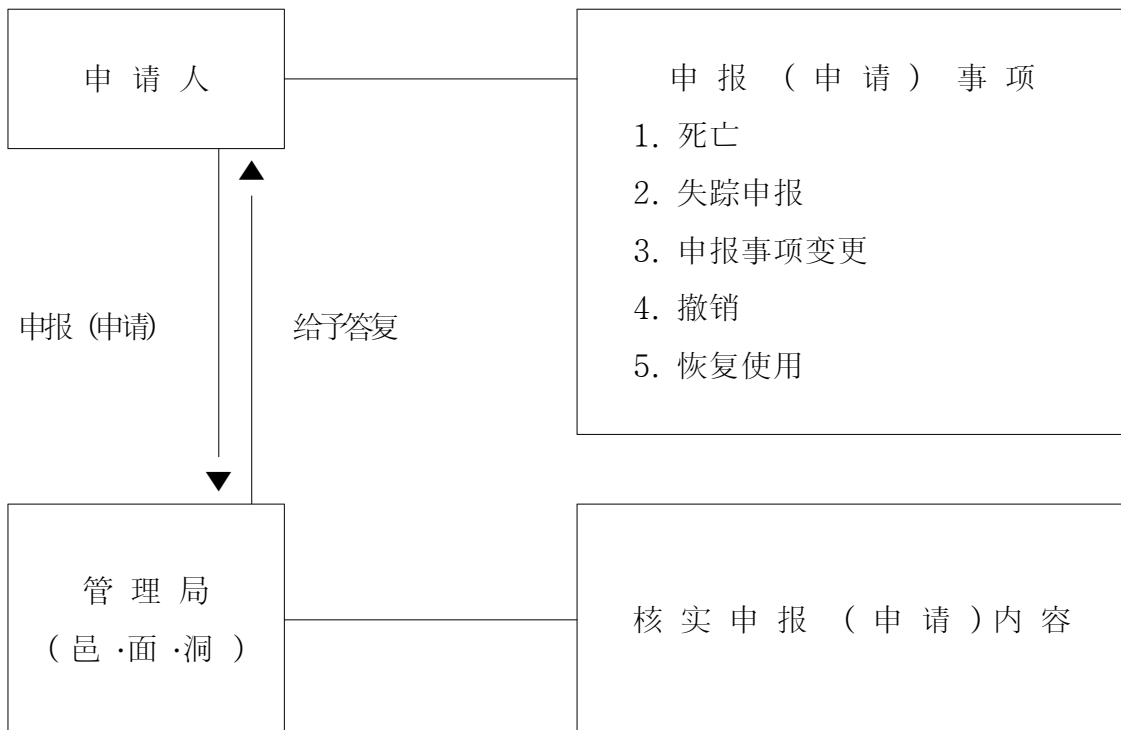 申请人
申报(申请)事项
1. 死亡
2. 失踪申报
3. 申报事项变更
4. 撤销
5. 恢复使用
申报(申请)
给予答复
管理局
(邑·面·洞)
核实申报(申请)内容